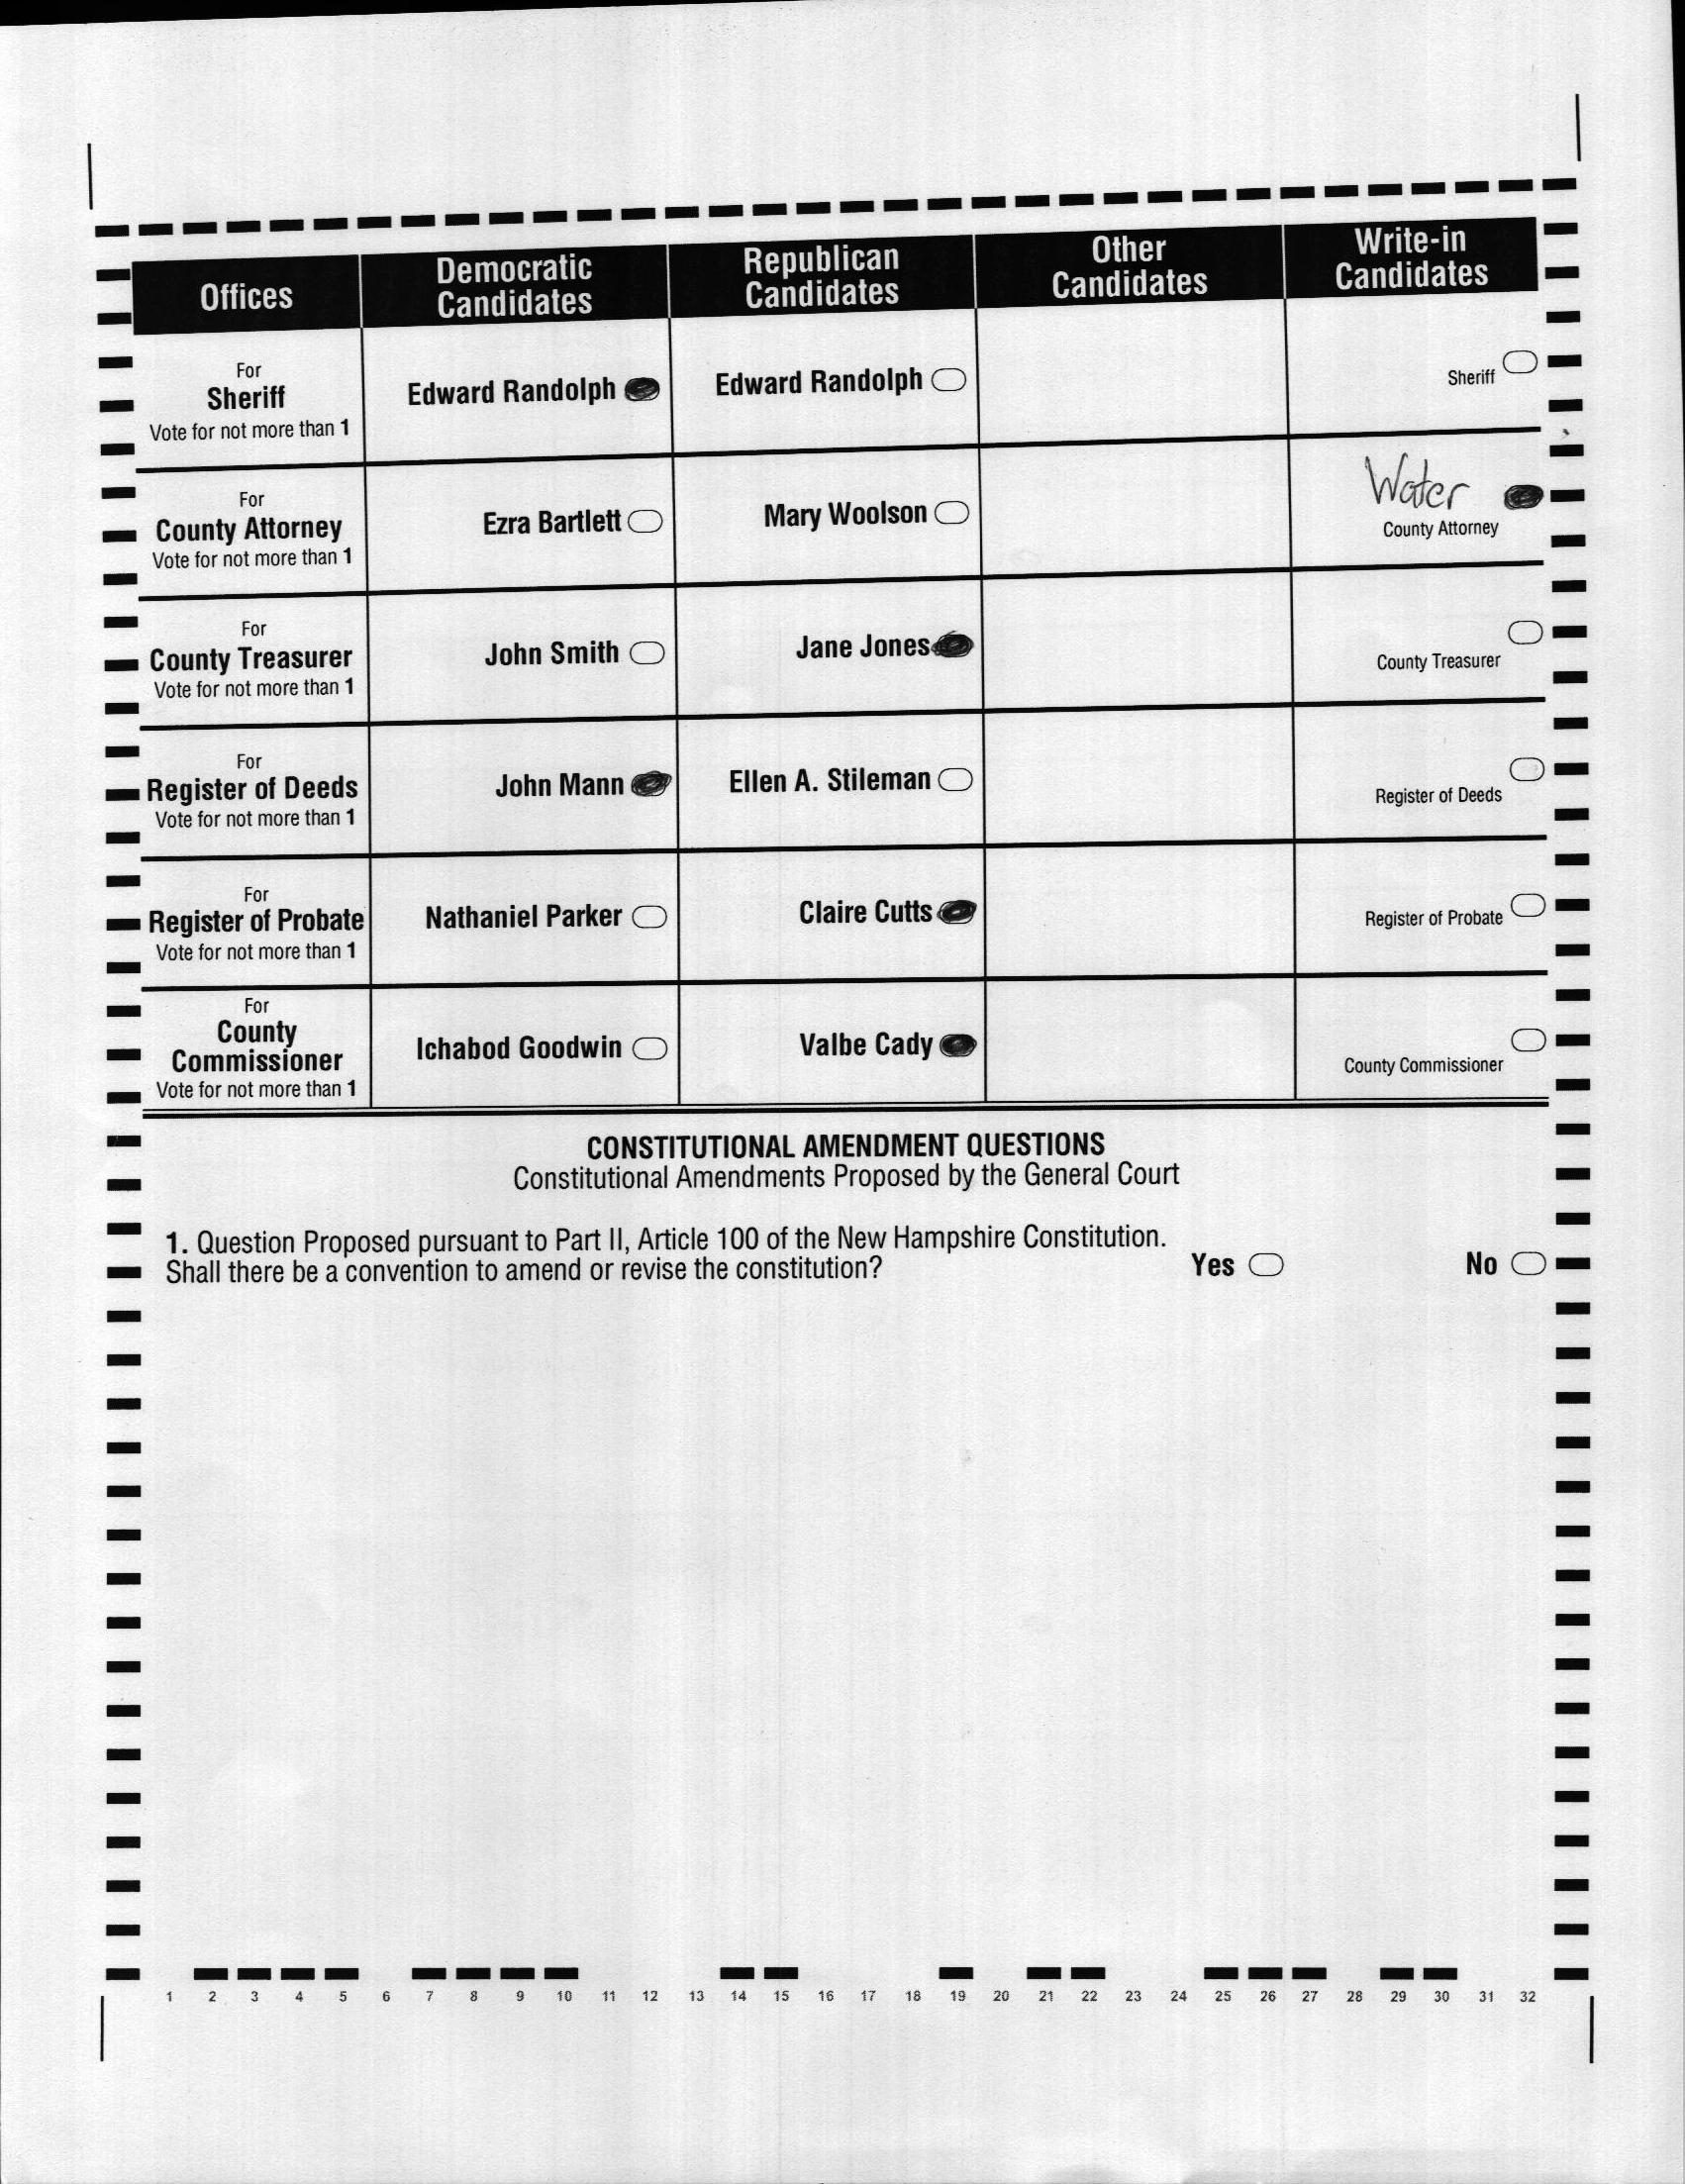 Offices
Democratic
Candidates
Republican
Candidates
Other
Candidates
Write-in
Candidates
For
Sheriff
Vote for not more than 1
Edward Randolph
Edward Randolph
Sheriff
For
County Attorney
Vote for not more than 1
Ezra Bartlett
Mary Woolson
Water
County Attorney
For
County Treasurer
Vote for not more than 1
John Smith
Jane Jones
County Treasurer
For
Register of Deeds
Vote for not more than 1
John Mann
Ellen A. Stileman
Register of Deeds
For
Register of Probate
Vote for not more than 1
Nathaniel Parker
Claire Cutts
Register of Probate
For
County
Commissioner
Vote for not more than 1
Ichabod Goodwin
Valbe Cady
County Commissioner
CONSTITUTIONAL AMENDMENT QUESTIONS
Constitutional Amendments Proposed by the General Court
1. Question Proposed pursuant to Part II, Article 100 of the New Hampshire Constitution.
Shall there be a convention to amend or revise the constitution? Yes No
1 2 3 4 5 6 7 8 9 10 11 12 13 14 15 16 17 18 19 20 21 22 23 24 25 26 27 28 29 30 31 32